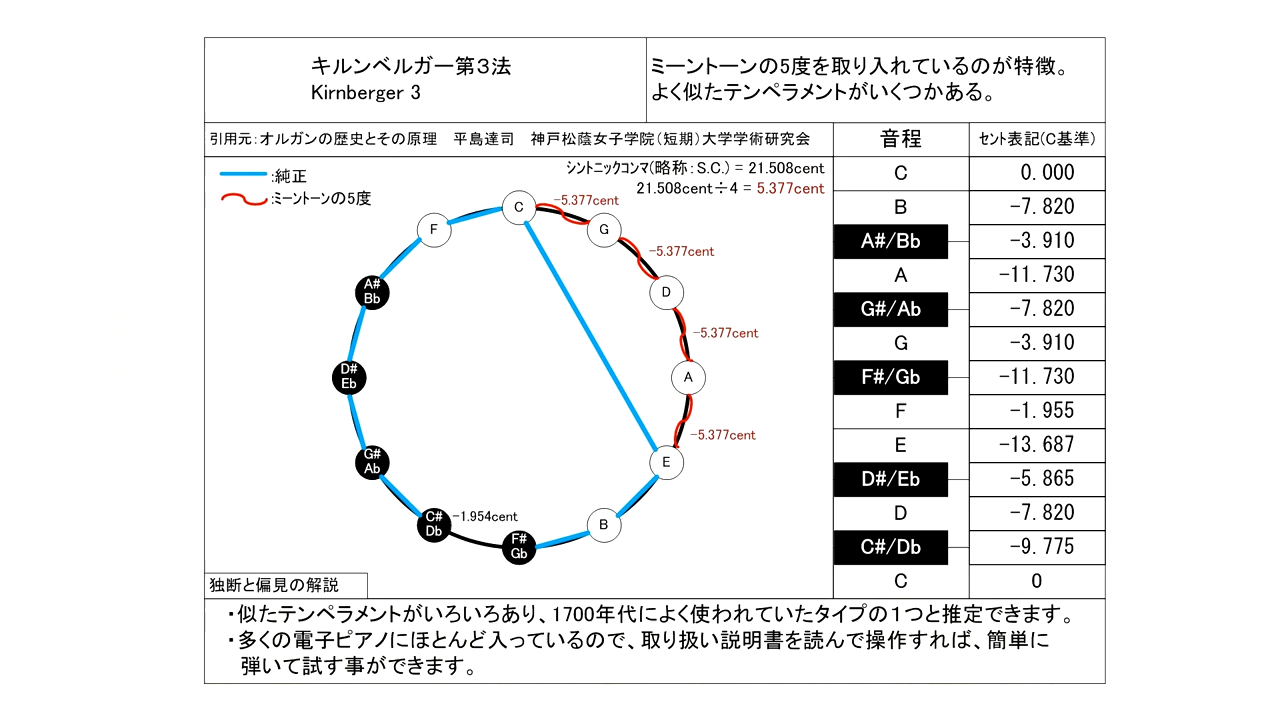 キルンベルガー第３法
Kirnberger 3
ミーントーンの5度を取り入れているのが特徴。
よく似たテンペラメントがいくつかある。
引用元：オルガンの歴史とその原理　平島達司　神戸松蔭女子学院（短期）大学学術研究会
音程
セント表記(C基準)
:純正
:ミーントーンの5度
シントニックコンマ(略称：S.C.) = 21.508cent
21.508cent÷4 = 5.377cent
C
-5.377cent
G
-5.377cent
D
-5.377cent
A
-5.377cent
E
B
F#
Gb
-1.954cent
C#
Db
G#
Ab
D#
Eb
A#
Bb
F
C 0.000
B -7.820
A#/Bb -3.910
A -11.730
G#/Ab -7.820
G -3.910
F#/Gb -11.730
F -1.955
E -13.687
D#/Eb -5.865
D -7.820
C#/Db -9.775
C 0
独断と偏見の解説
・似たテンペラメントがいろいろあり、1700年代によく使われていたタイプの１つと推定できます。
・多くの電子ピアノにほとんど入っているので、取り扱い説明書を読んで操作すれば、簡単に
弾いて試す事ができます。